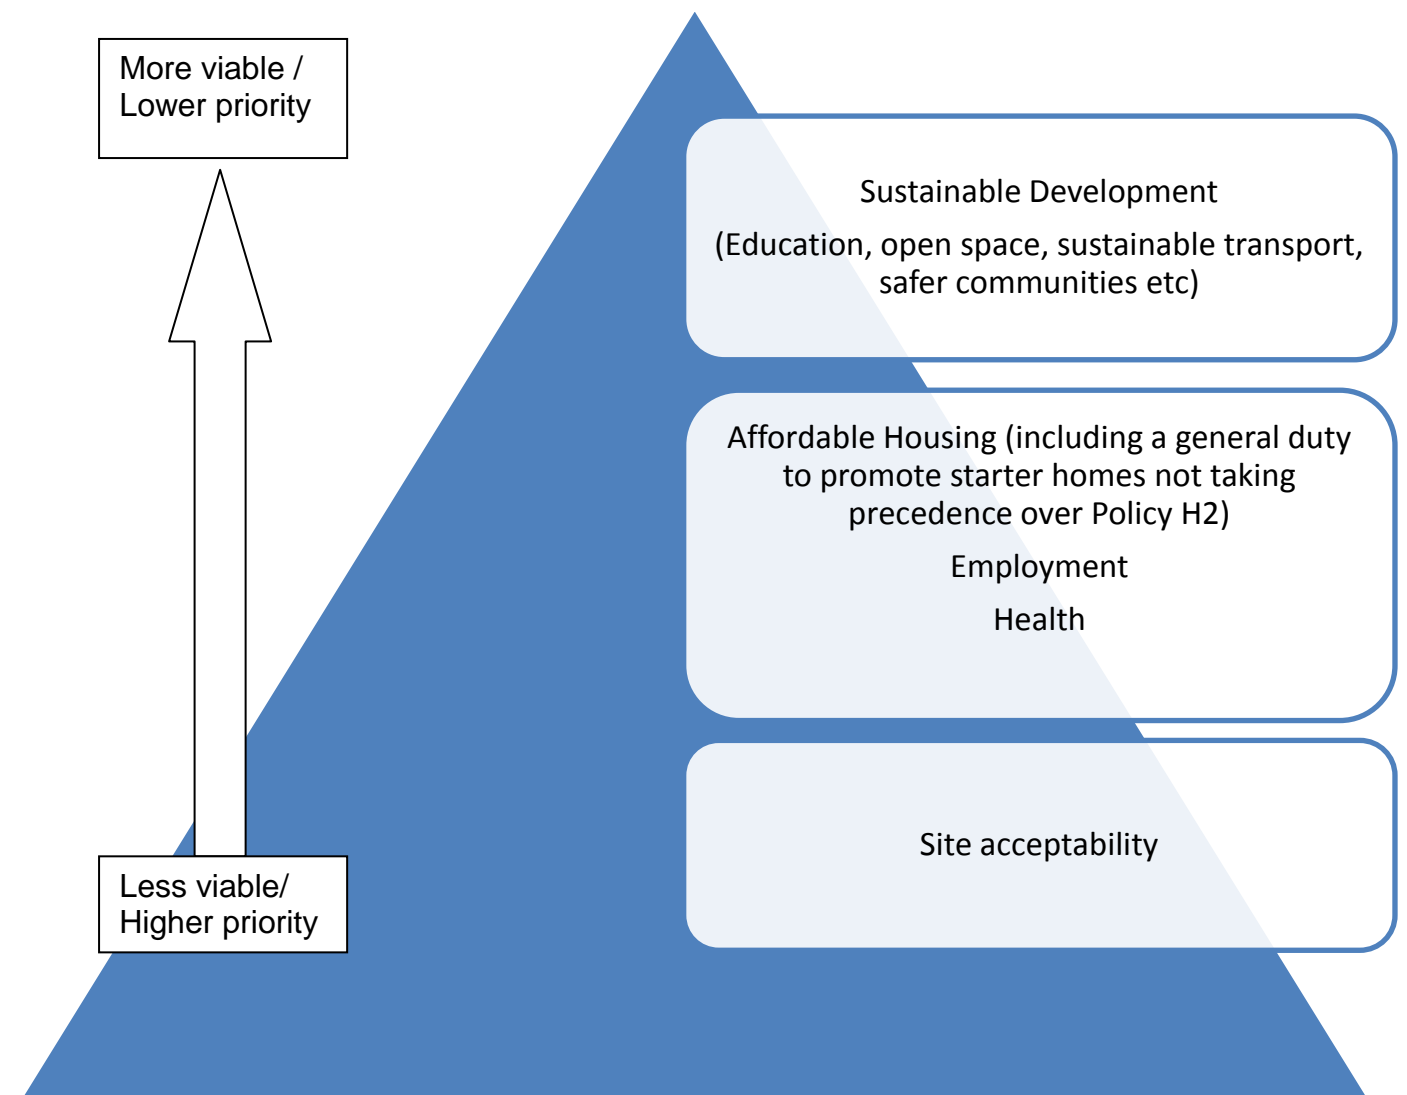 More viable /
Lower priority
Sustainable Development
(Education, open space, sustainable transport,
safer communities etc)
Affordable Housing (including a general duty
to promote starter homes not taking
precedence over Policy H2)
Employment
Health
Site acceptability
Less viable/
Higher priority